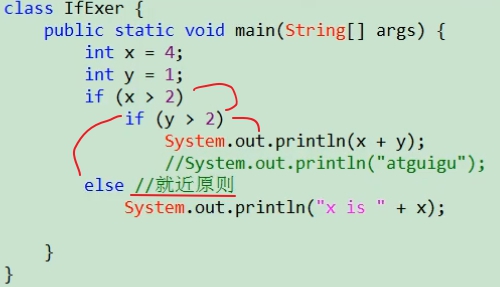 class IfExer {
    public static void main(String[] args) {
        int x = 4;
        int y = 1;
        if (x > 2)
            if (y > 2)
                System.out.println(x + y);
                //System.out.println("atguigu");
        else //就近原则
            System.out.println("x is " + x);
    }
}